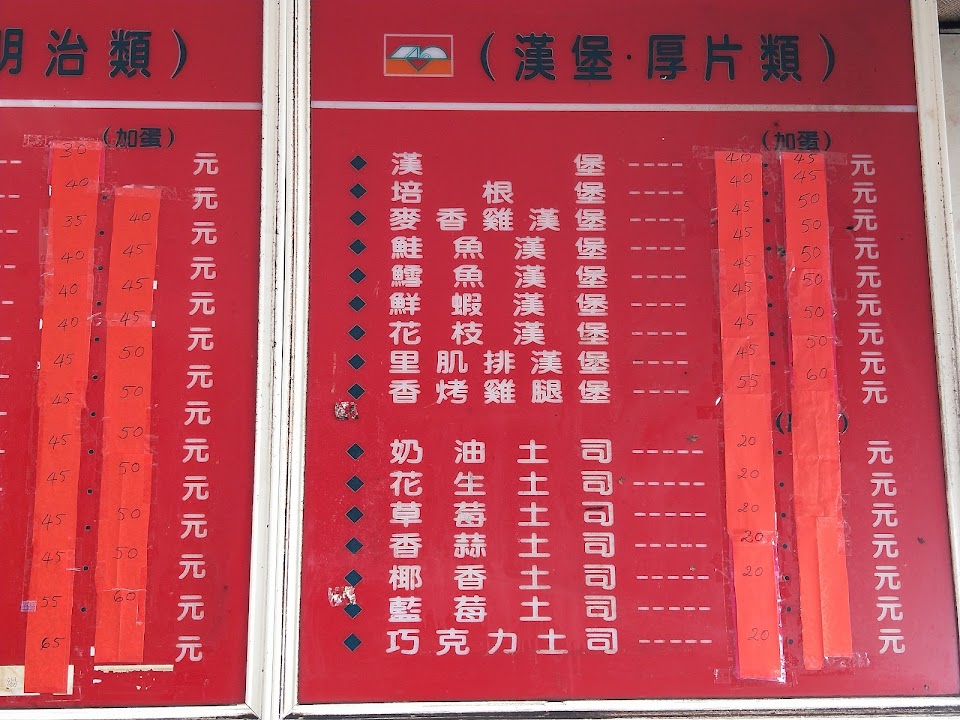 明治類）
（加蛋）
30 元
40 元
35 40 元
40 45 元
40 45 元
40 45 元
45 50 元
45 50 元
45 50 元
45 50 元
45 50 元
45 50 元
55 60 元
65 元
（漢堡·厚片類）
（加蛋）
◆ 漢堡 ---- 40 45 元
◆ 培根堡 ---- 40 45 元
◆ 麥香雞漢堡 ---- 45 50 元
◆ 鮭魚漢堡 ---- 45 50 元
◆ 鱈魚漢堡 ---- 45 50 元
◆ 鮮蝦漢堡 ---- 45 50 元
◆ 花枝漢堡 ---- 45 50 元
◆ 里肌排漢堡 ---- 45 50 元
◆ 香烤雞腿堡 ---- 55 60 元
◆ 奶油土司 ----- 20 元
◆ 花生土司 ----- 20 元
◆ 草莓土司 ----- 20 元
◆ 香蒜土司 ----- 20 元
◆ 椰香土司 ----- 20 元
◆ 藍莓土司 ----- 元
◆ 巧克力土司 ----- 20 元